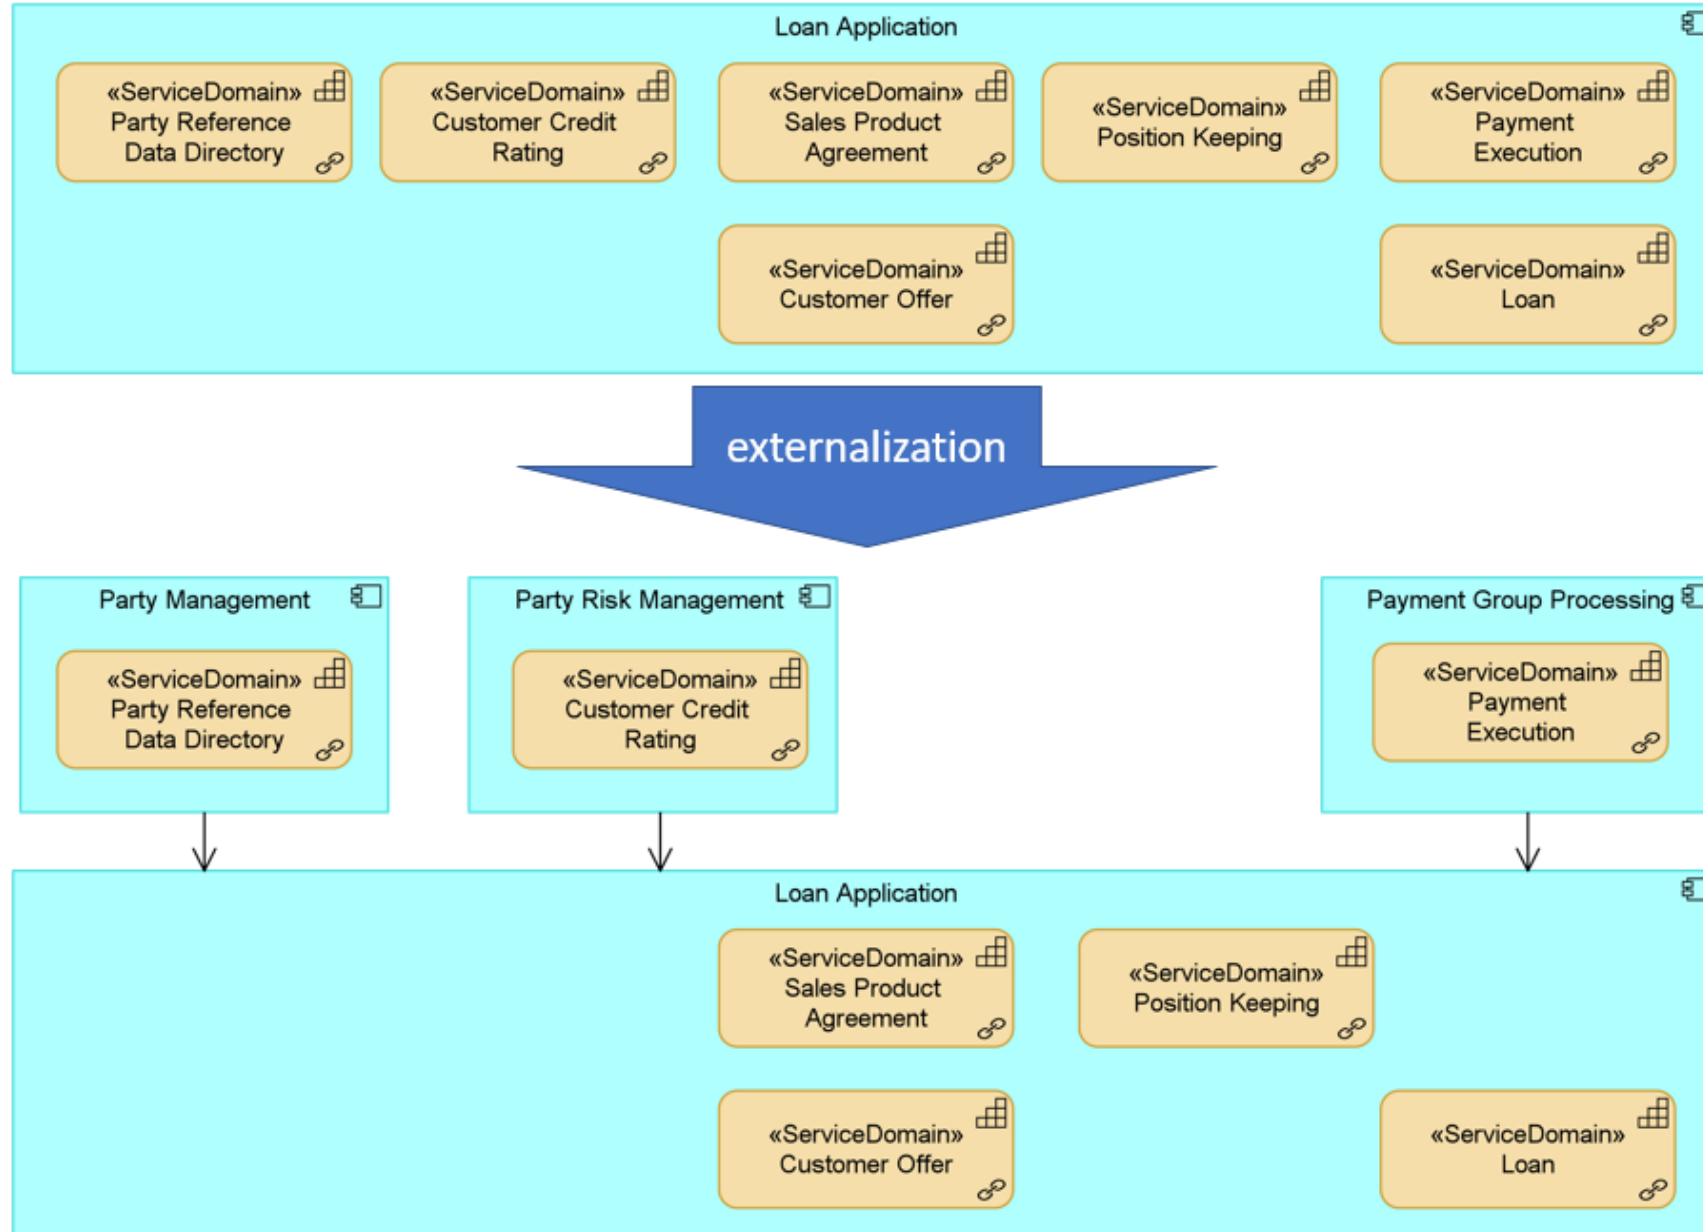 Loan Application
«ServiceDomain»
Party Reference
Data Directory
«ServiceDomain»
Customer Credit
Rating
«ServiceDomain»
Sales Product
Agreement
«ServiceDomain»
Position Keeping
«ServiceDomain»
Payment
Execution
«ServiceDomain»
Customer Offer
«ServiceDomain»
Loan
externalization
Party Management
«ServiceDomain»
Party Reference
Data Directory
Party Risk Management
«ServiceDomain»
Customer Credit
Rating
Payment Group Processing
«ServiceDomain»
Payment
Execution
Loan Application
«ServiceDomain»
Sales Product
Agreement
«ServiceDomain»
Position Keeping
«ServiceDomain»
Customer Offer
«ServiceDomain»
Loan